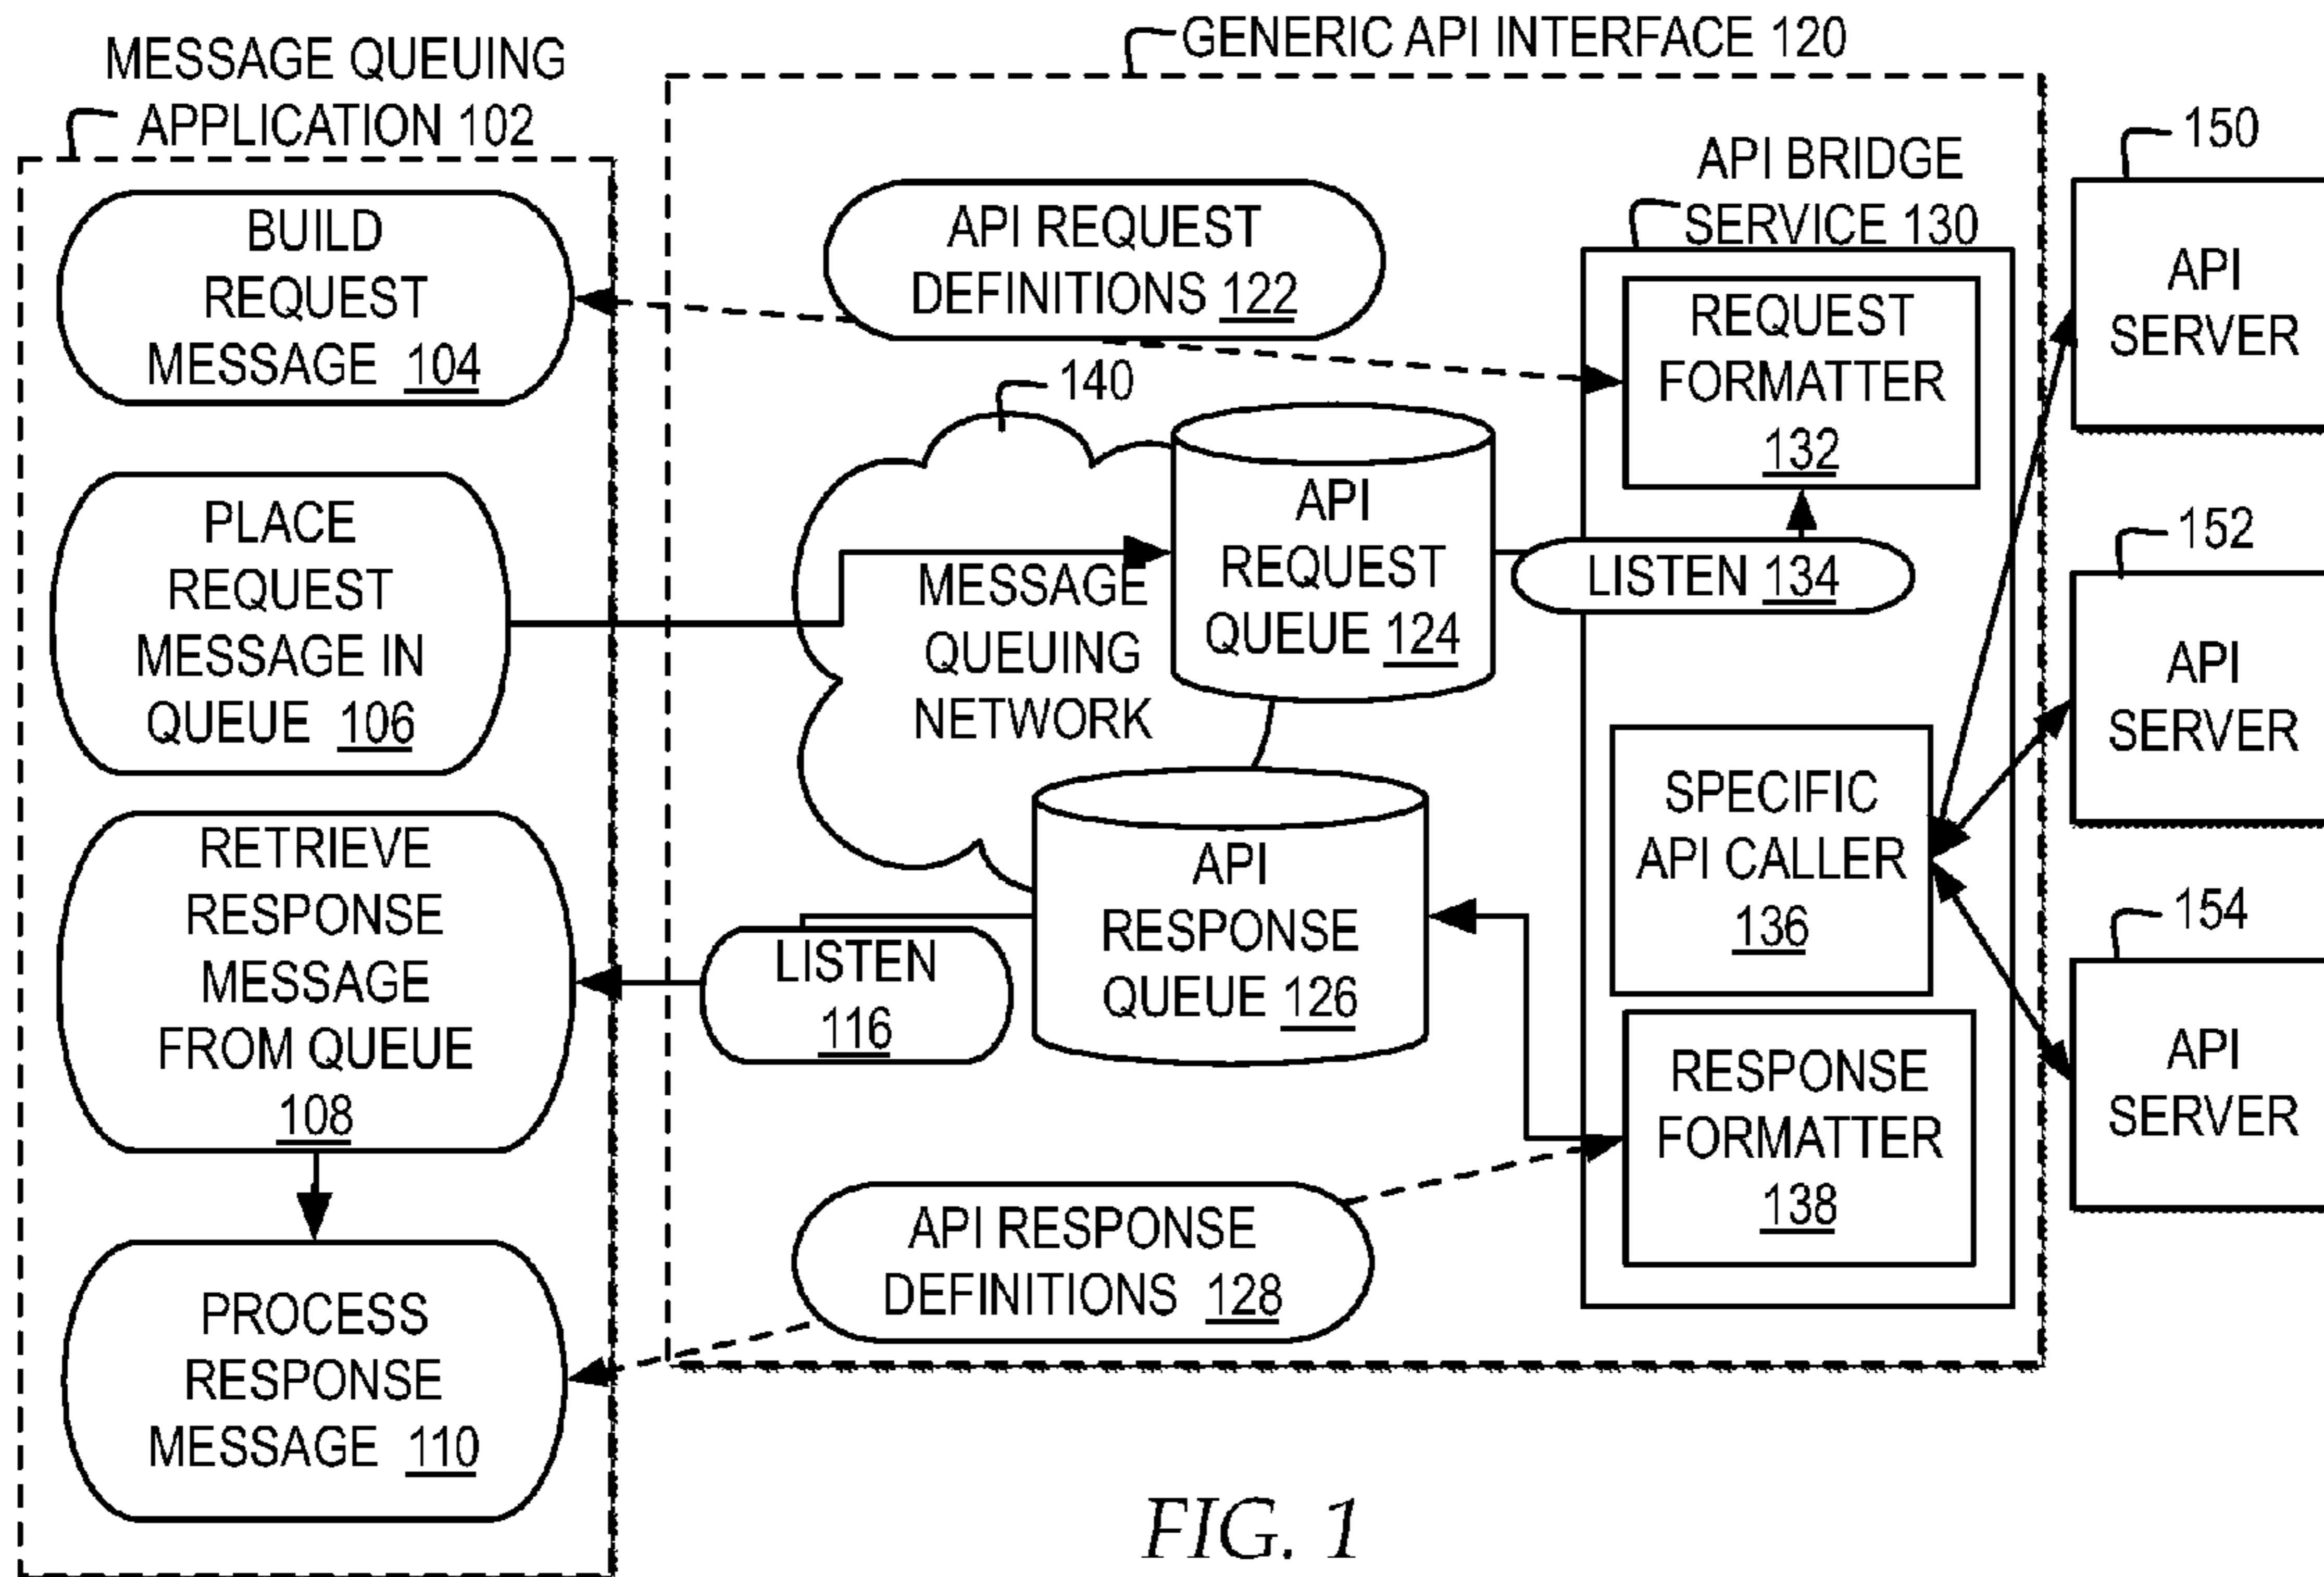 MESSAGE QUEUING
APPLICATION 102
BUILD
REQUEST
MESSAGE 104
PLACE
REQUEST
MESSAGE IN
QUEUE 106
RETRIEVE
RESPONSE
MESSAGE
FROM QUEUE
108
PROCESS
RESPONSE
MESSAGE 110
GENERIC API INTERFACE 120
API REQUEST
DEFINITIONS 122
140
MESSAGE
QUEUING
NETWORK
API
REQUEST
QUEUE 124
LISTEN 134
API
RESPONSE
QUEUE 126
LISTEN
116
API RESPONSE
DEFINITIONS 128
API BRIDGE
SERVICE 130
REQUEST
FORMATTER
132
SPECIFIC
API CALLER
136
RESPONSE
FORMATTER
138
150
API
SERVER
152
API
SERVER
154
API
SERVER
FIG. 1